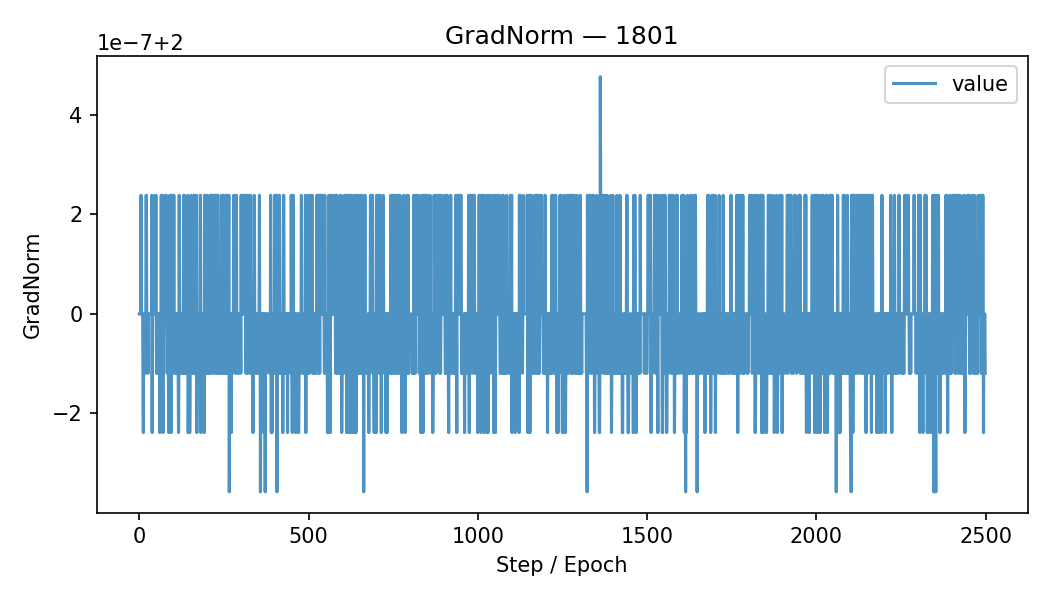 GradNorm — 1801
1e−7+2
value
4
2
0
−2
GradNorm
0
500
1000
1500
2000
2500
Step / Epoch